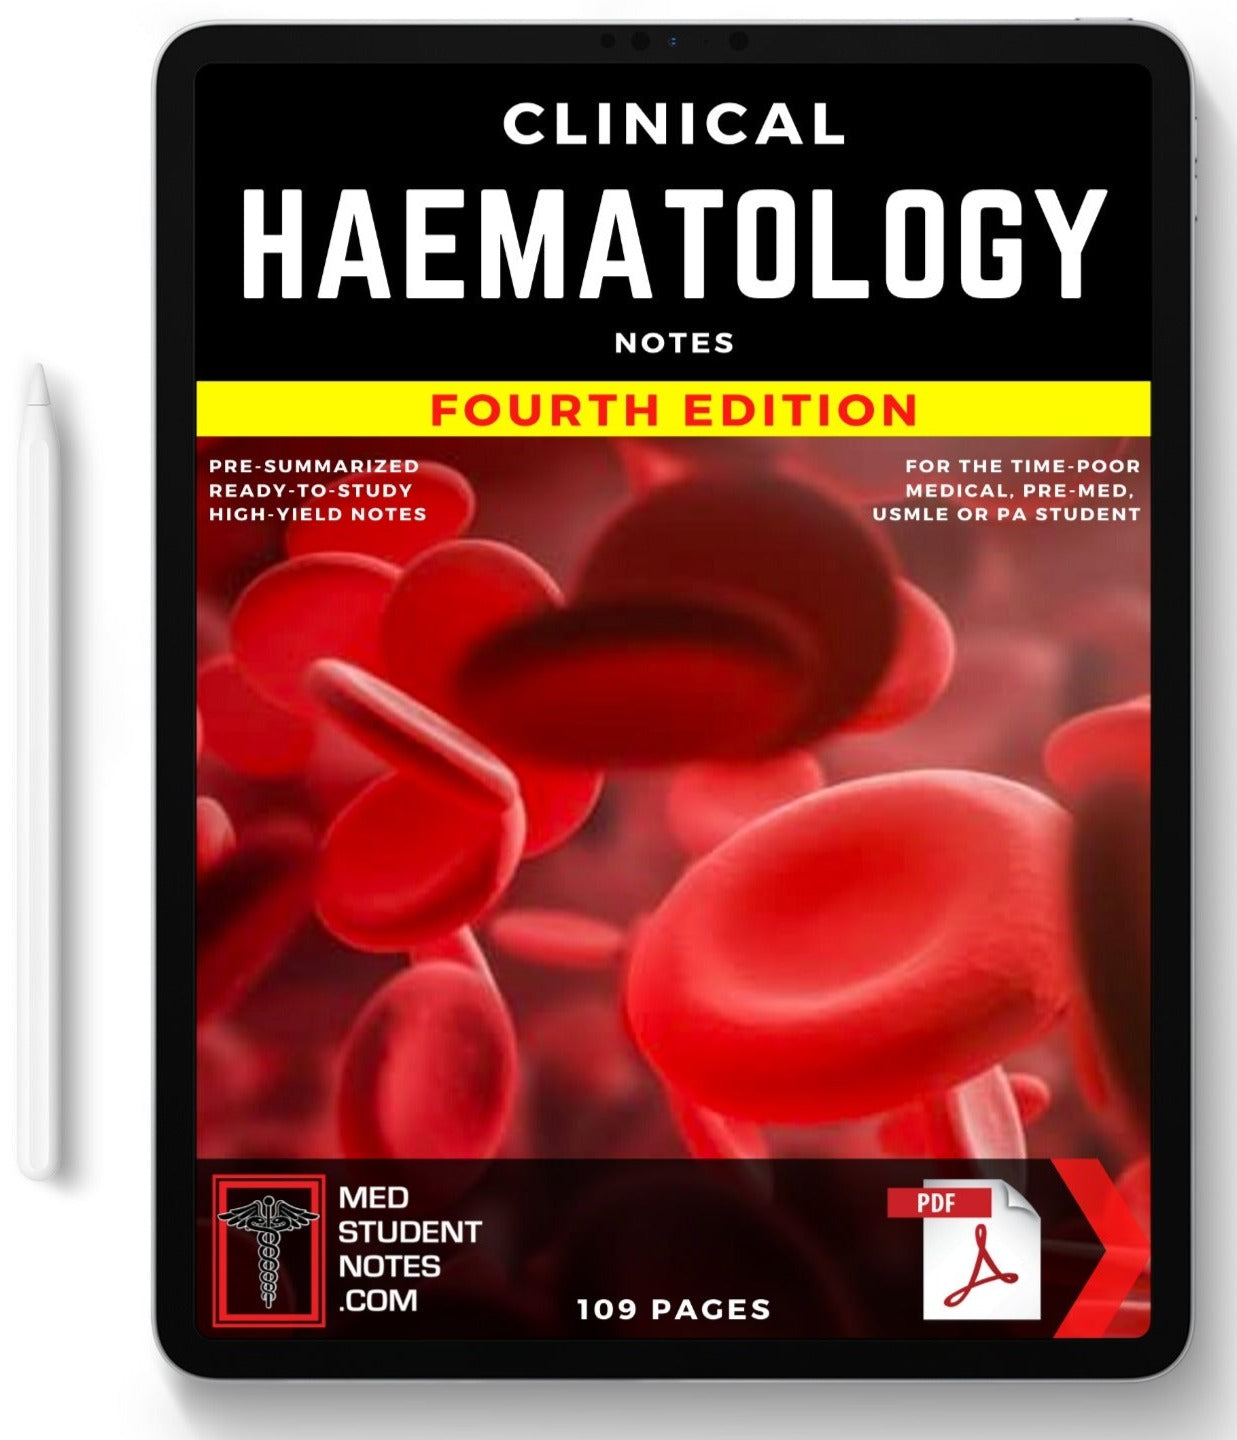 CLINICAL
HAEMATOLOGY
NOTES
FOURTH EDITION
PRE-SUMMARIZED
READY-TO-STUDY
HIGH-YIELD NOTES
FOR THE TIME-POOR
MEDICAL, PRE-MED,
USMLE OR PA STUDENT
MED
STUDENT
NOTES
.COM
109 PAGES
PDF